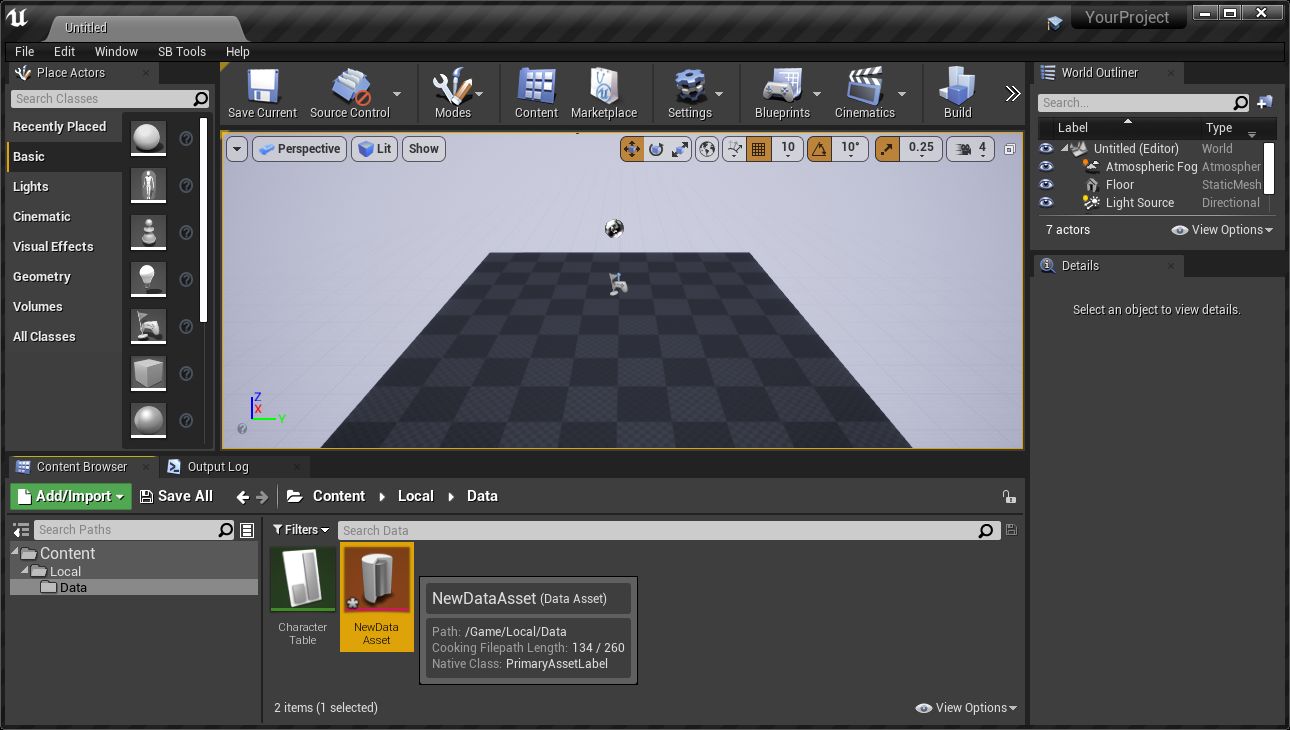 Untitled
YourProject
File Edit Window SB Tools Help
Place Actors
Search Classes
Recently Placed
Basic
Lights
Cinematic
Visual Effects
Geometry
Volumes
All Classes
Save Current Source Control Modes Content Marketplace Settings Blueprints Cinematics Build
Perspective Lit Show 10 10° 0.25 4
Z
X
Y
World Outliner
Search...
Label Type
Untitled (Editor) World
Atmospheric Fog Atmospher
Floor StaticMesh
Light Source Directional
7 actors View Options
Details
Select an object to view details.
Content Browser Output Log
Add/Import Save All Content Local Data
Search Paths
Content
Local
Data
Filters Search Data
Character
Table
NewData
Asset
NewDataAsset (Data Asset)
Path: /Game/Local/Data
Cooking Filepath Length: 134 / 260
Native Class: PrimaryAssetLabel
2 items (1 selected) View Options